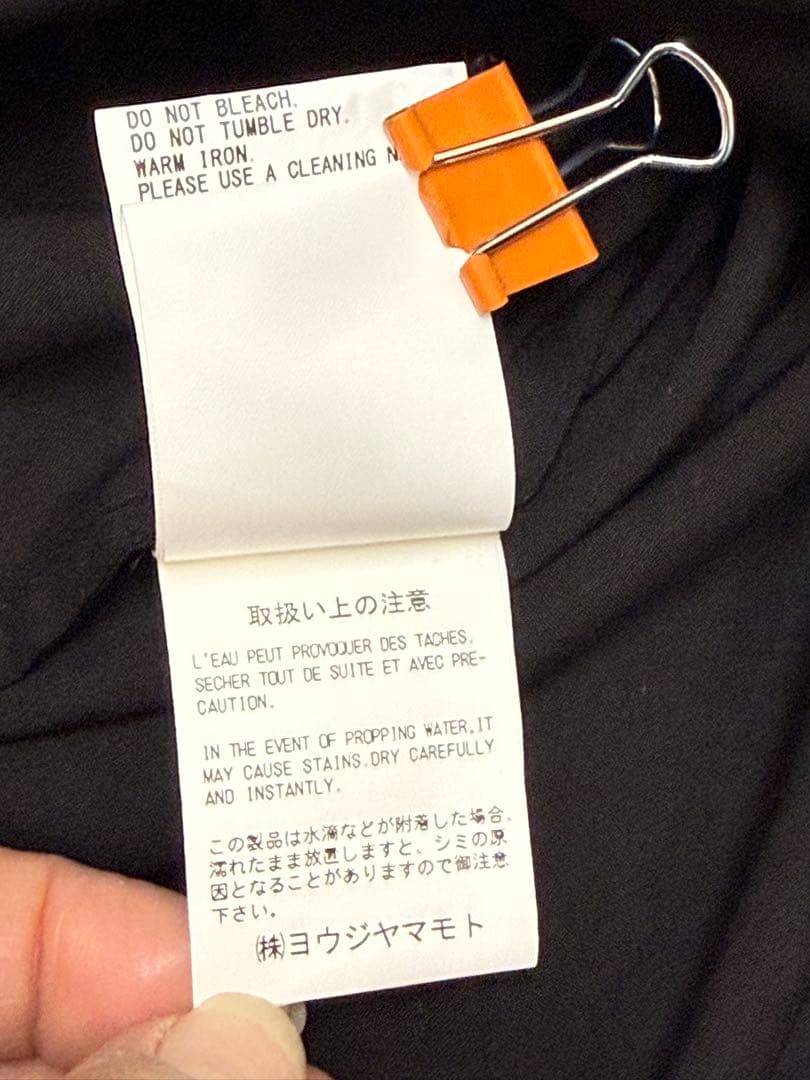 DO NOT BLEACH.
DO NOT TUMBLE DRY.
WARM IRON.
PLEASE USE A CLEANING
取扱い上の注意
L'EAU PEUT PROVOQUER DES TACHES.
SECHER TOUT DE SUITE ET AVEC PRE-
CAUTION.
IN THE EVENT OF PROPPING WATER,IT
MAY CAUSE STAINS.DRY CAREFULLY
AND INSTANTLY.
この製品は水滴などが附着した場合、
濡れたまま放置しますと、シミの原
因となることがありますので御注意
下さい。
(株)ヨウジヤマモト